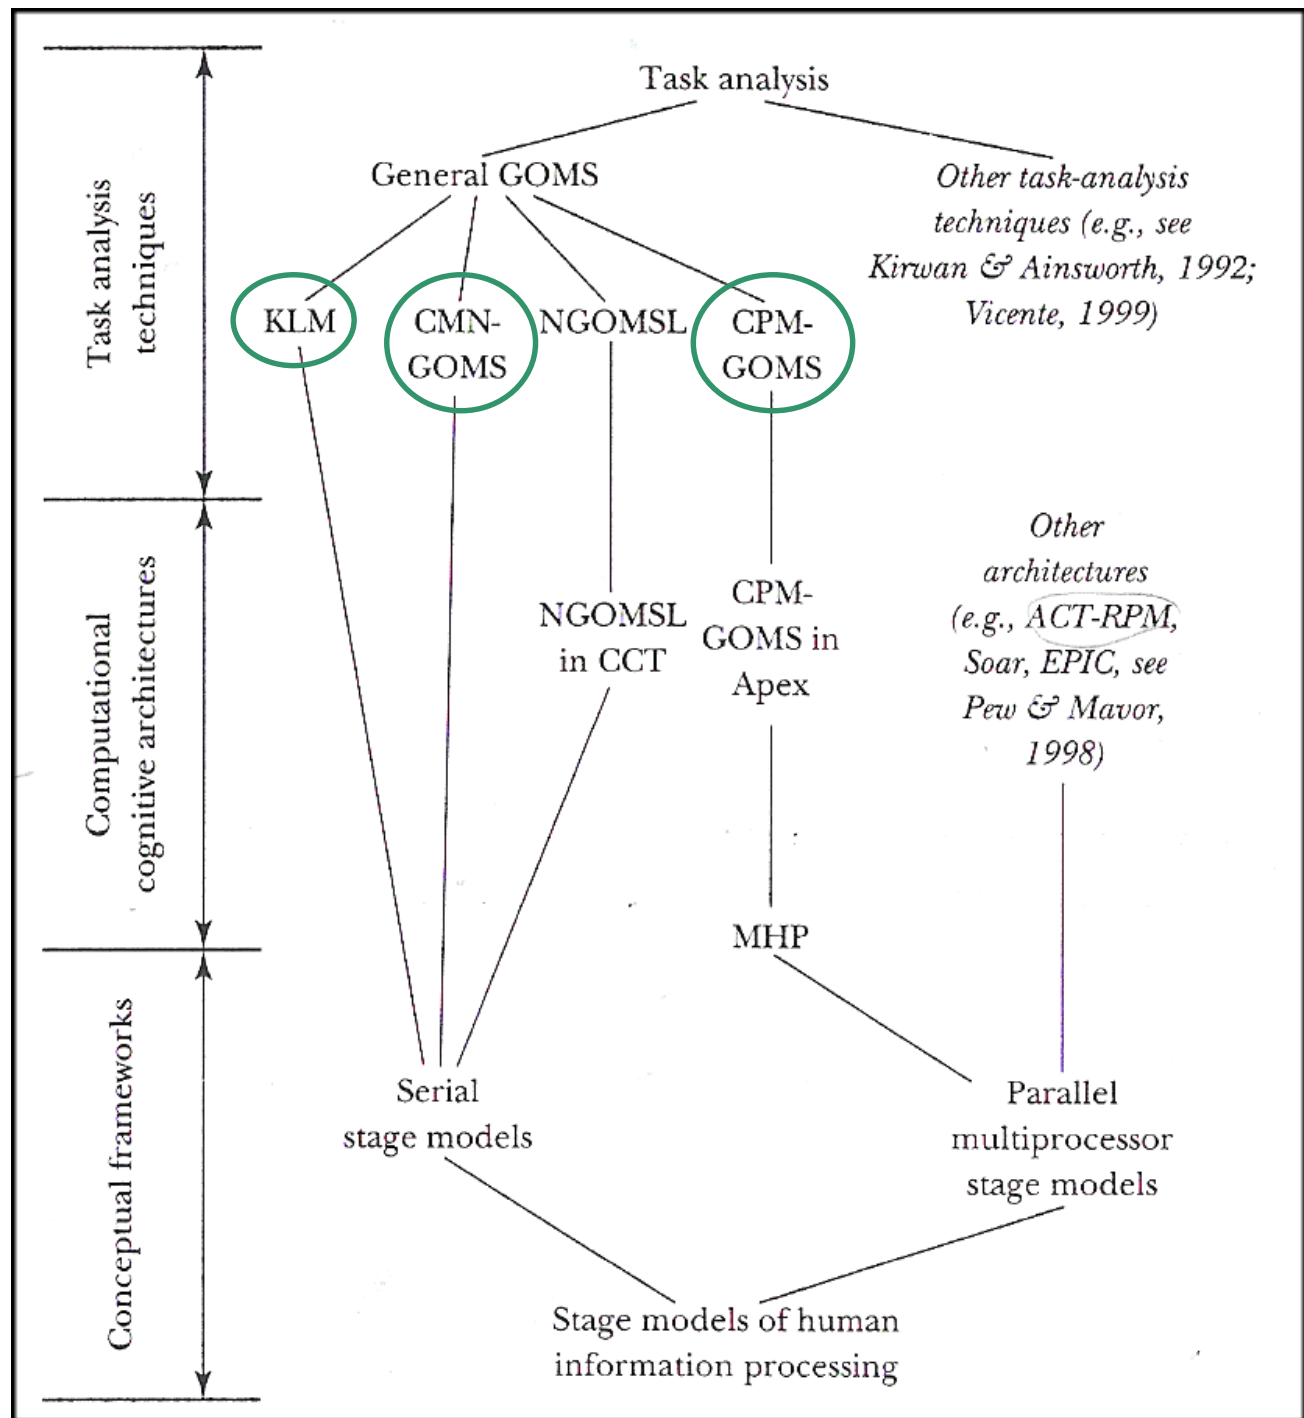 Task analysis
General GOMS
Other task-analysis
techniques (e.g., see
Kirwan & Ainsworth, 1992;
Vicente, 1999)
KLM
CMN-
GOMS
NGOMSL
CPM-
GOMS
Task analysis
techniques
Other
architectures
(e.g., ACT-RPM,
Soar, EPIC, see
Pew & Mavor,
1998)
NGOMSL
in CCT
CPM-
GOMS in
Apex
Computational
cognitive architectures
MHP
Serial
stage models
Parallel
multiprocessor
stage models
Conceptual frameworks
Stage models of human
information processing